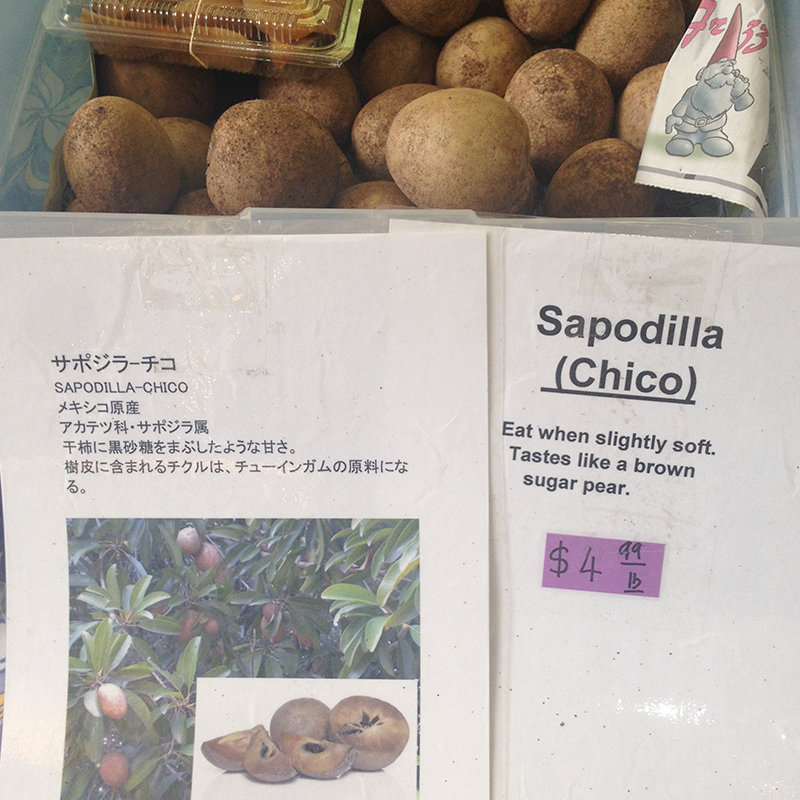 サポジラ-チコ
SAPODILLA-CHICO
メキシコ原産
アカテツ科・サポジラ属
干柿に黒砂糖をまぶしたような甘さ。
樹皮に含まれるチクルは、チューインガムの原料にな
る。
Sapodilla
(Chico)
Eat when slightly soft.
Tastes like a brown
sugar pear.
$4 99
lb